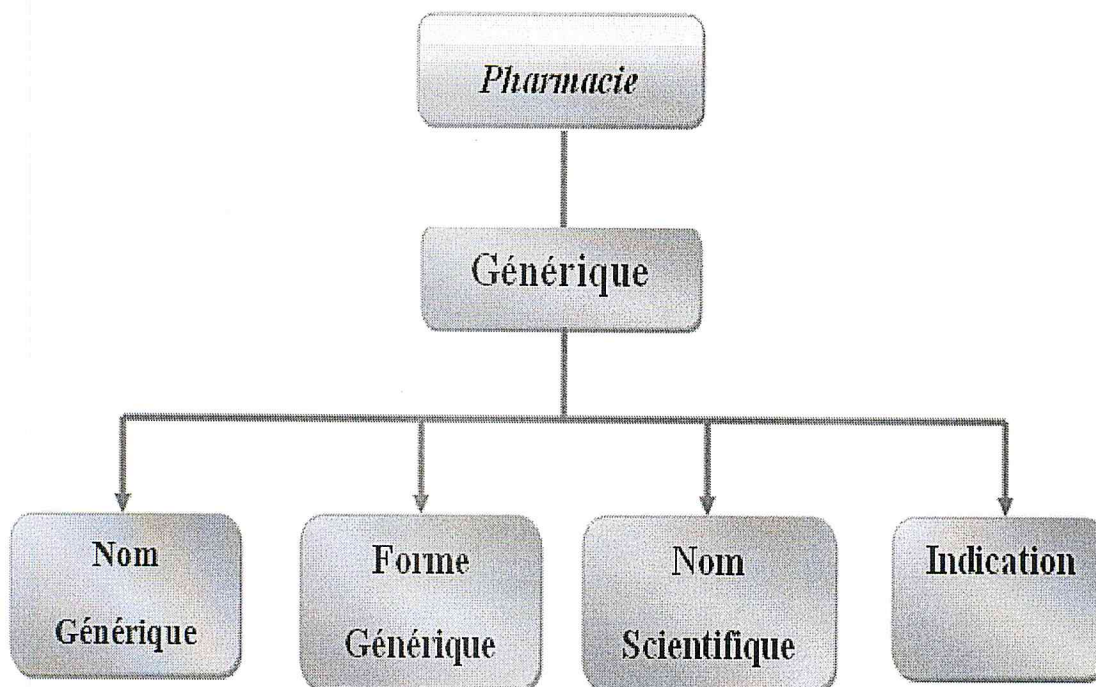 Pharmacie
Générique
Nom
Générique
Forme
Générique
Nom
Scientifique
Indication